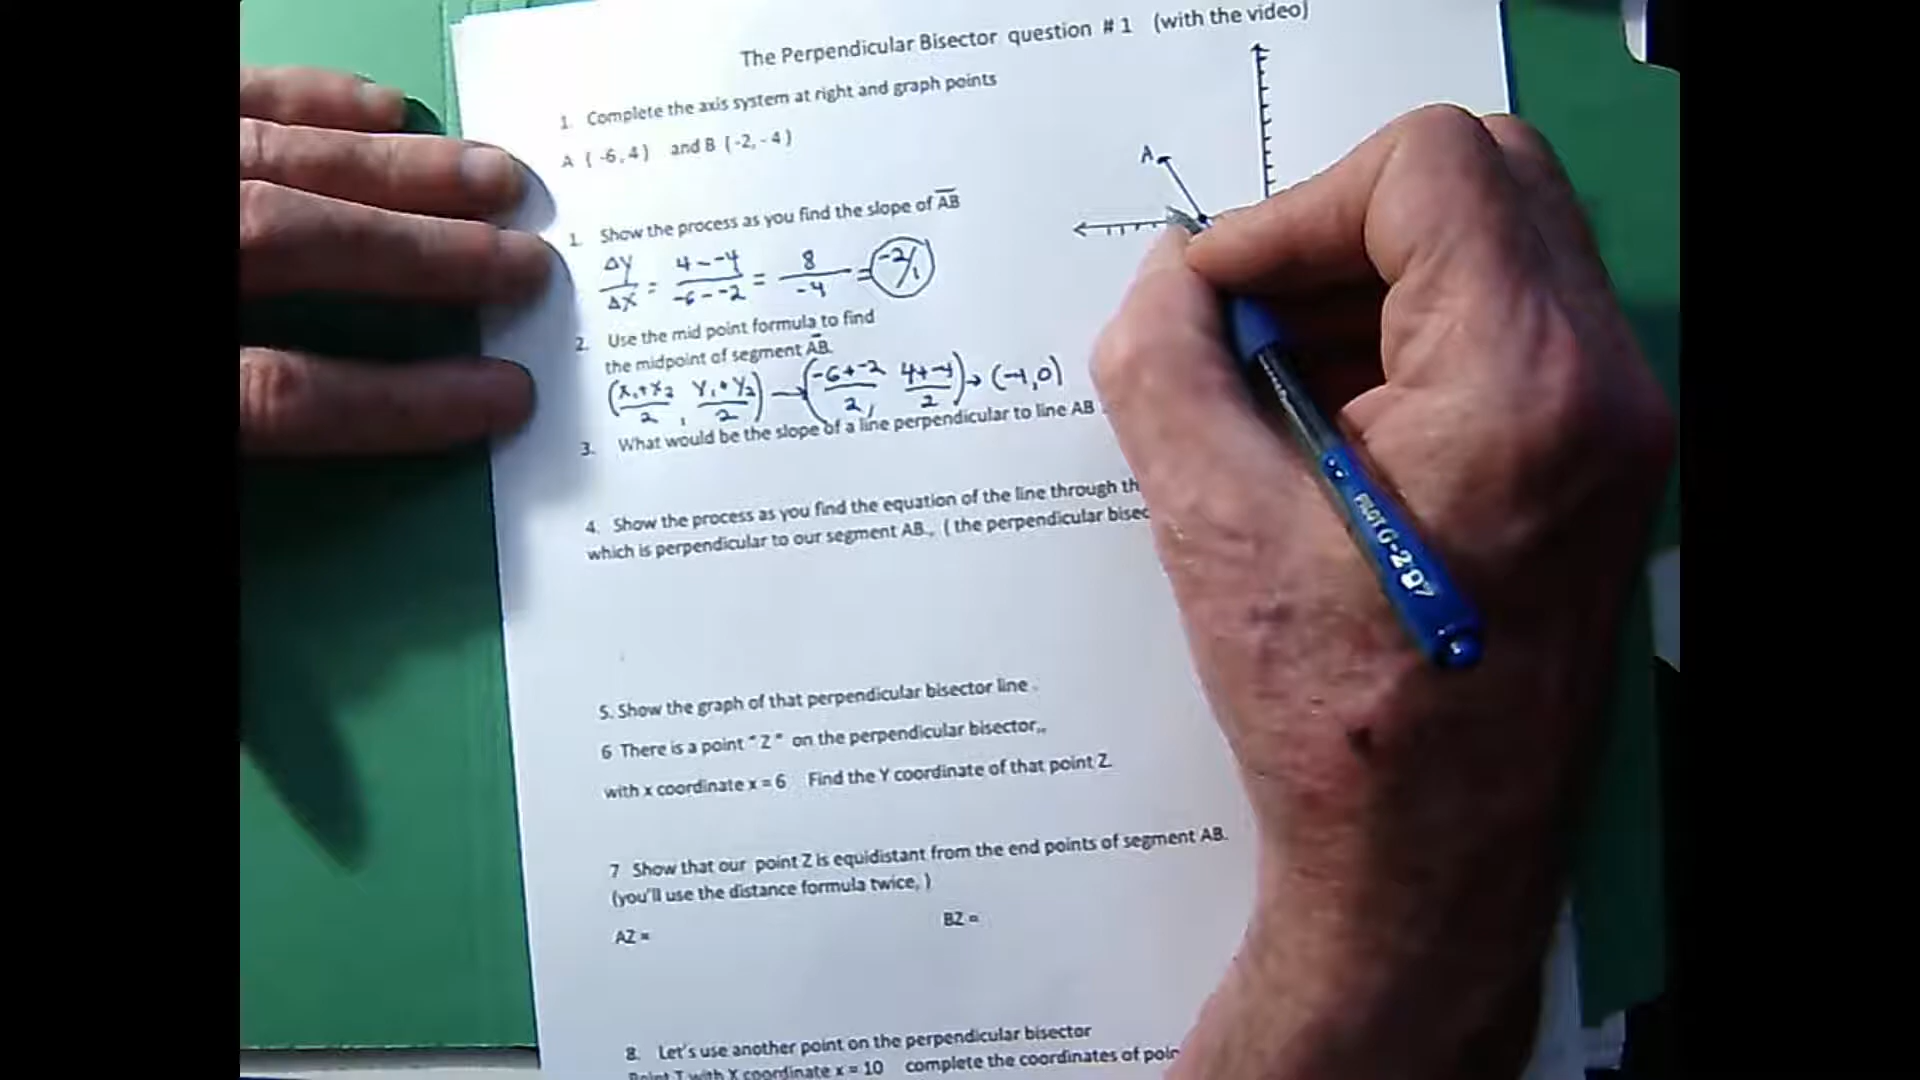 The Perpendicular Bisector question # 1 (with the video)
1. Complete the axis system at right and graph points
A ( -6, 4 ) and B ( -2, - 4 )
A
1. Show the process as you find the slope of AB
ΔY/ΔX = 4--4/-6--2 = 8/-4 = -2/1
2. Use the mid point formula to find
the midpoint of segment AB.
(X₁+X₂/2, Y₁+Y₂/2) → (-6+-2/2, 4+-4/2) → (-4,0)
3. What would be the slope of a line perpendicular to line AB
4. Show the process as you find the equation of the line through
which is perpendicular to our segment AB., ( the perpendicular
5. Show the graph of that perpendicular bisector line .
6 There is a point "Z" on the perpendicular bisector,,
with x coordinate x = 6 Find the Y coordinate of that point Z.
7 Show that our point Z is equidistant from the end points of segment AB.
(you'll use the distance formula twice, )
AZ = BZ =
8. Let's use another point on the perpendicular bisector
Point T with X coordinate x = 10 complete the coordinates of
PILOT G-2 07